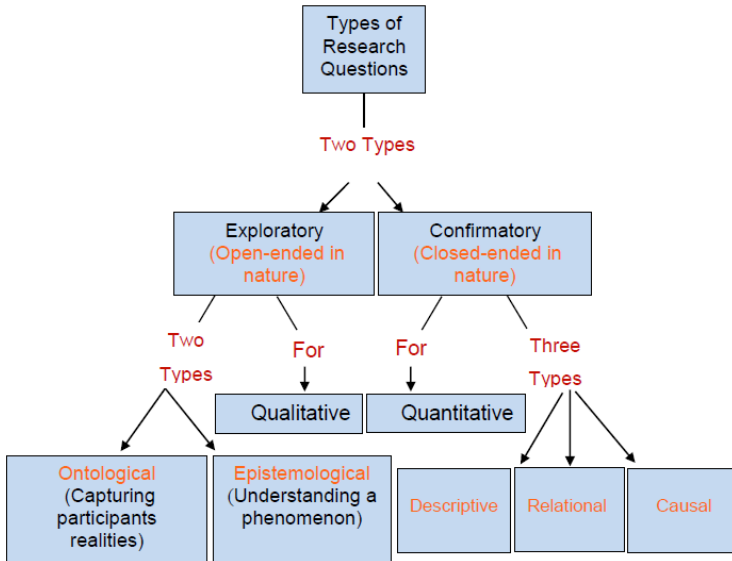 Types of
Research
Questions
Two Types
Exploratory
(Open-ended in
nature)
Confirmatory
(Closed-ended in
nature)
Two
Types
For
For
Three
Types
Qualitative
Quantitative
Ontological
(Capturing
participants
realities)
Epistemological
(Understanding a
phenomenon)
Descriptive
Relational
Causal